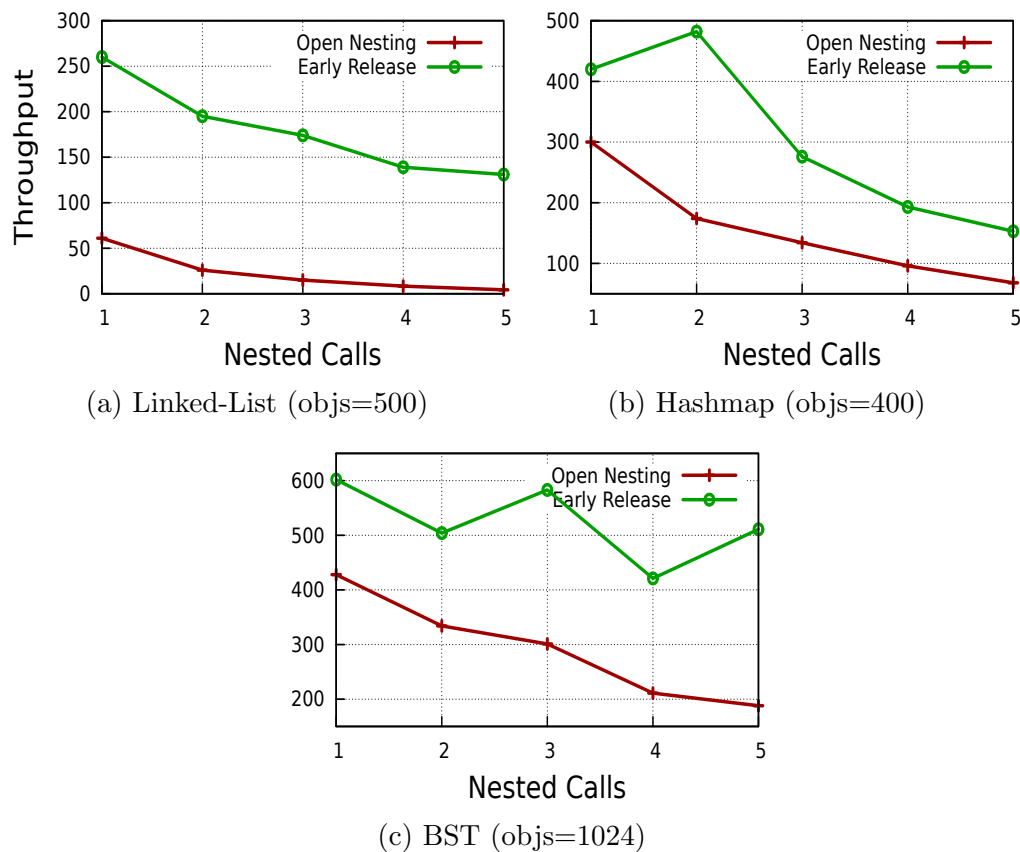 300
250
200
150
100
50
0
Throughput
Open Nesting
Early Release
1 2 3 4 5
Nested Calls
(a) Linked-List (objs=500)
500
400
300
200
100
Open Nesting
Early Release
1 2 3 4 5
Nested Calls
(b) Hashmap (objs=400)
600
500
400
300
200
Open Nesting
Early Release
1 2 3 4 5
Nested Calls
(c) BST (objs=1024)